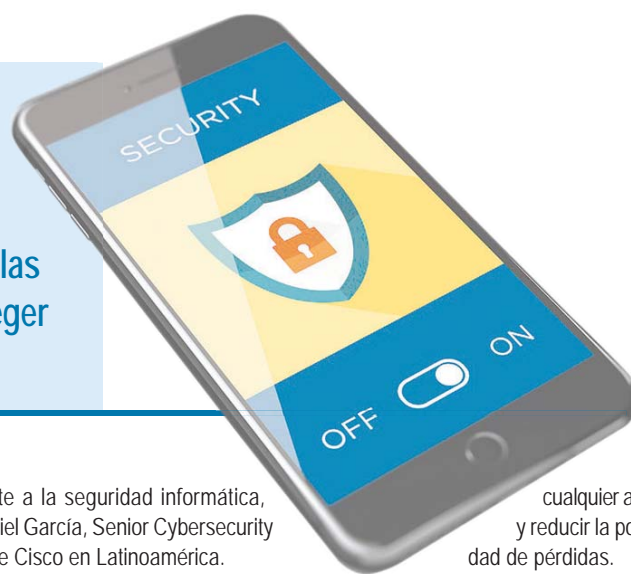 las
eger
SECURITY
OFF ON
te a la seguridad informática,
iel García, Senior Cybersecurity
e Cisco en Latinoamérica.
cualquier a
y reducir la po
dad de pérdidas.